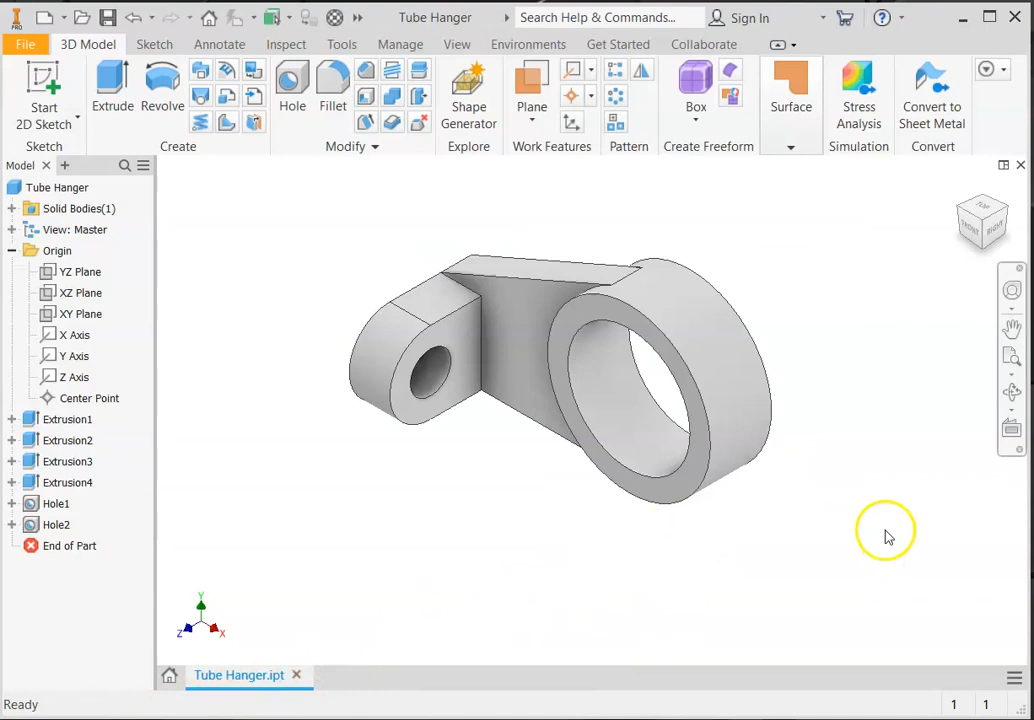 PRO
Tube Hanger
Search Help & Commands...
Sign In
File 3D Model Sketch Annotate Inspect Tools Manage View Environments Get Started Collaborate
Start
2D Sketch
Extrude
Revolve
Hole
Fillet
Shape
Generator
Plane
Box
Surface
Stress
Analysis
Convert to
Sheet Metal
Sketch Create Modify Explore Work Features Pattern Create Freeform Simulation Convert
Model
Tube Hanger
Solid Bodies(1)
View: Master
Origin
YZ Plane
XZ Plane
XY Plane
X Axis
Y Axis
Z Axis
Center Point
Extrusion1
Extrusion2
Extrusion3
Extrusion4
Hole1
Hole2
End of Part
TOP
FRONT RIGHT
Y
Z X
Tube Hanger.ipt
Ready 1 1